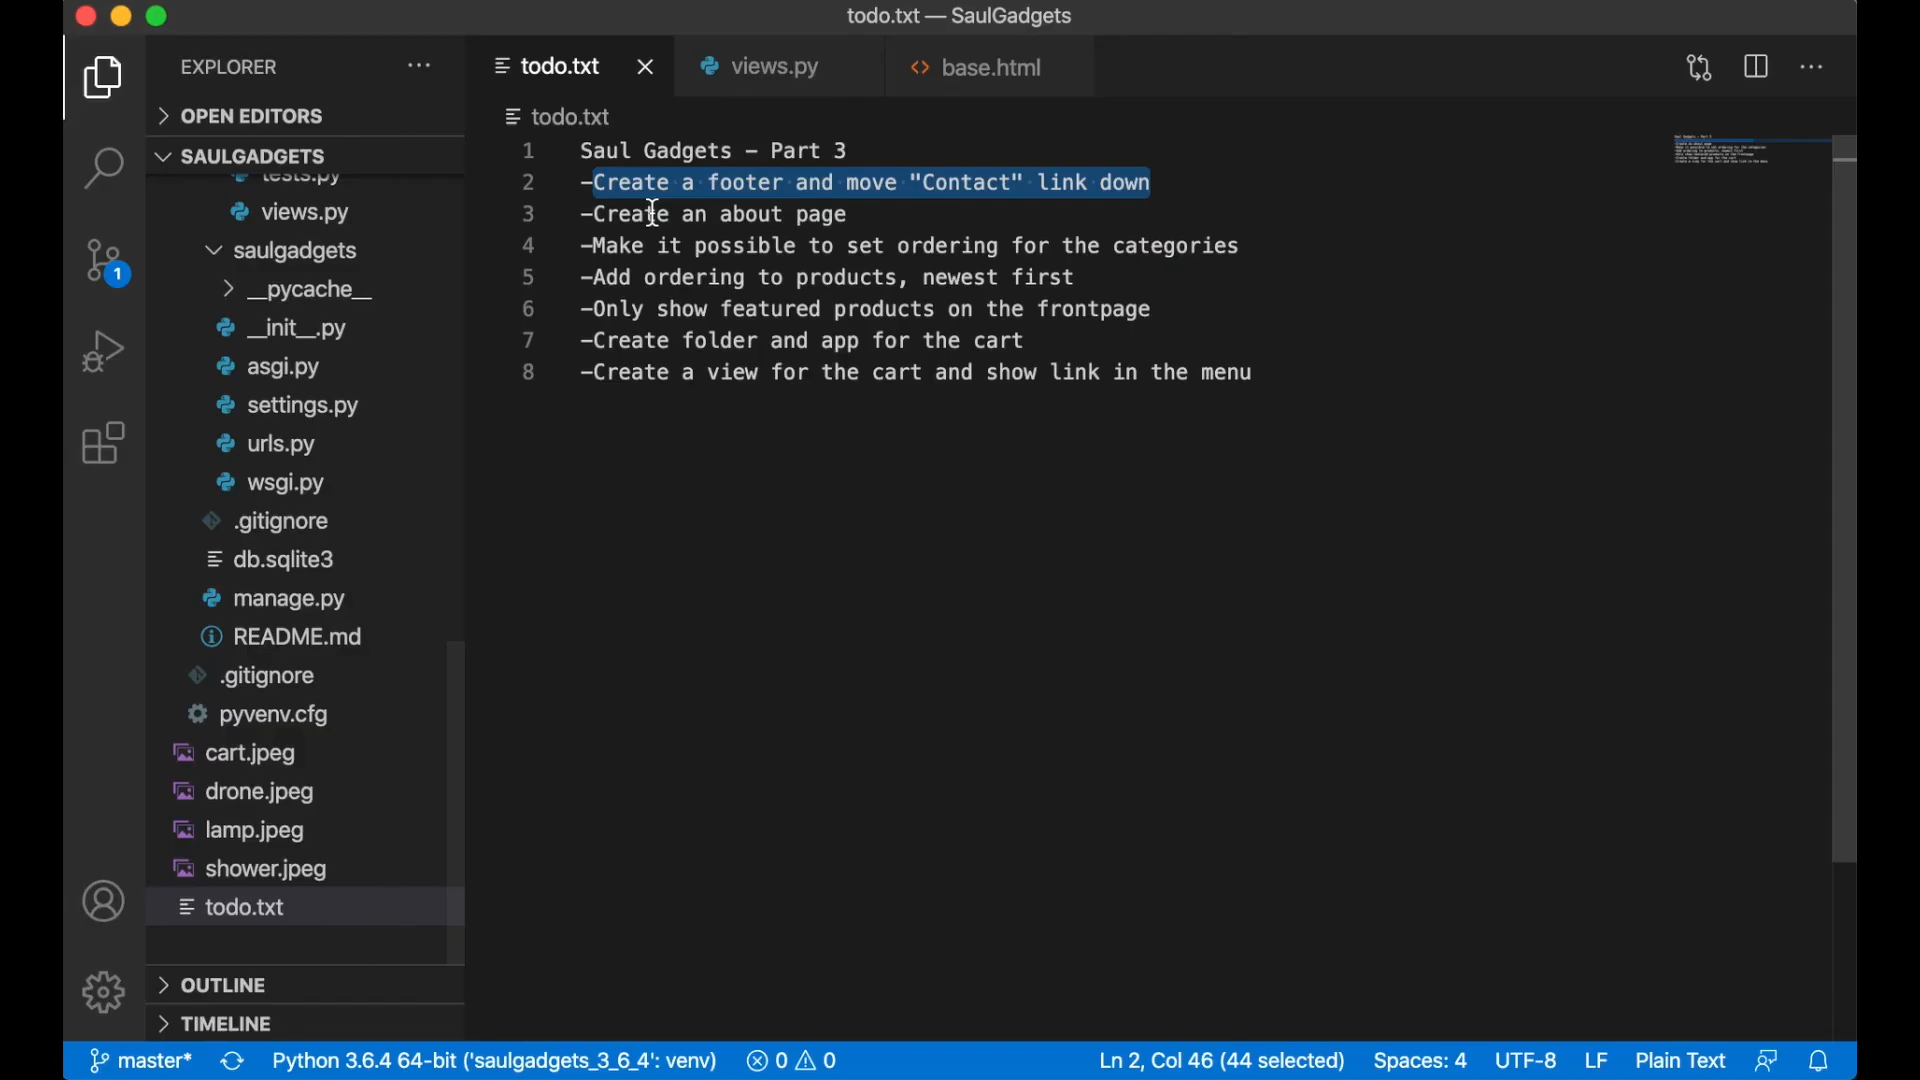 todo.txt — SaulGadgets
EXPLORER
todo.txt
views.py
base.html
OPEN EDITORS
todo.txt
SAULGADGETS
tests.py
views.py
saulgadgets
__pycache__
__init__.py
asgi.py
settings.py
urls.py
wsgi.py
.gitignore
db.sqlite3
manage.py
README.md
.gitignore
pyvenv.cfg
cart.jpeg
drone.jpeg
lamp.jpeg
shower.jpeg
todo.txt
OUTLINE
TIMELINE
1 Saul Gadgets – Part 3
2 –Create a footer and move "Contact" link down
3 –Create an about page
4 –Make it possible to set ordering for the categories
5 –Add ordering to products, newest first
6 –Only show featured products on the frontpage
7 –Create folder and app for the cart
8 –Create a view for the cart and show link in the menu
1
master* Python 3.6.4 64-bit ('saulgadgets_3_6_4': venv) 0 0 Ln 2, Col 46 (44 selected) Spaces: 4 UTF-8 LF Plain Text